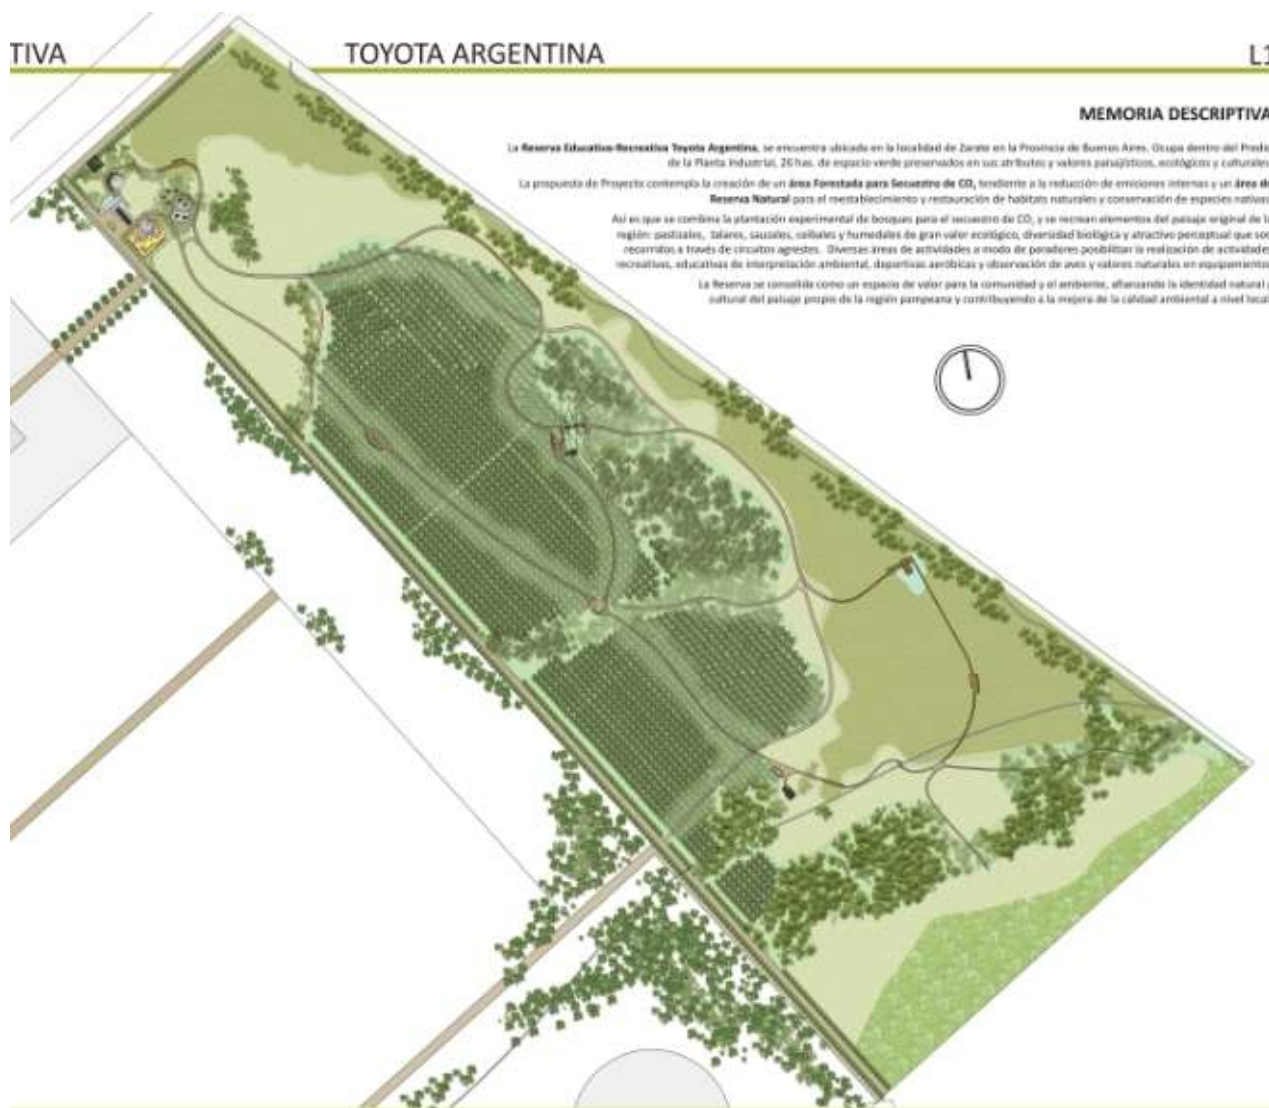 TIVA
TOYOTA ARGENTINA
L1
MEMORIA DESCRIPTIVA
La Reserva Educativo-Recreativa Toyota Argentina, se encuentra ubicada en la localidad de Zarate en la Provincia de Buenos Aires. Ocupa dentro del Predio
de la Planta Industrial, 26 has. de espacio verde preservados en sus atributos y valores paisajísticos, ecológicos y culturales
La propuesta de Proyecto contempla la creación de un área Forestada para Secuestro de CO₂ tendiente a la reducción de emisiones internas y un área de
Reserva Natural para el reestablecimiento y restauración de habitats naturales y conservación de especies nativas
Así es que se combina la plantación experimental de bosques para el secuestro de CO₂ y se recrean elementos del paisaje original de la
región: pastizales, talares, sauzales, ceibales y humedales de gran valor ecológico, diversidad biológica y atractivo perceptual que son
recorridos a través de circuitos agrestes. Diversas áreas de actividades a modo de paradores posibilitan la realización de actividades
recreativas, educativas de interpretación ambiental, deportivas aeróbicas y observación de aves y valores naturales en equipamientos
La Reserva se consolida como un espacio de valor para la comunidad y el ambiente, afianzando la identidad natural y
cultural del paisaje propio de la región pampeana y contribuyendo a la mejora de la calidad ambiental a nivel local